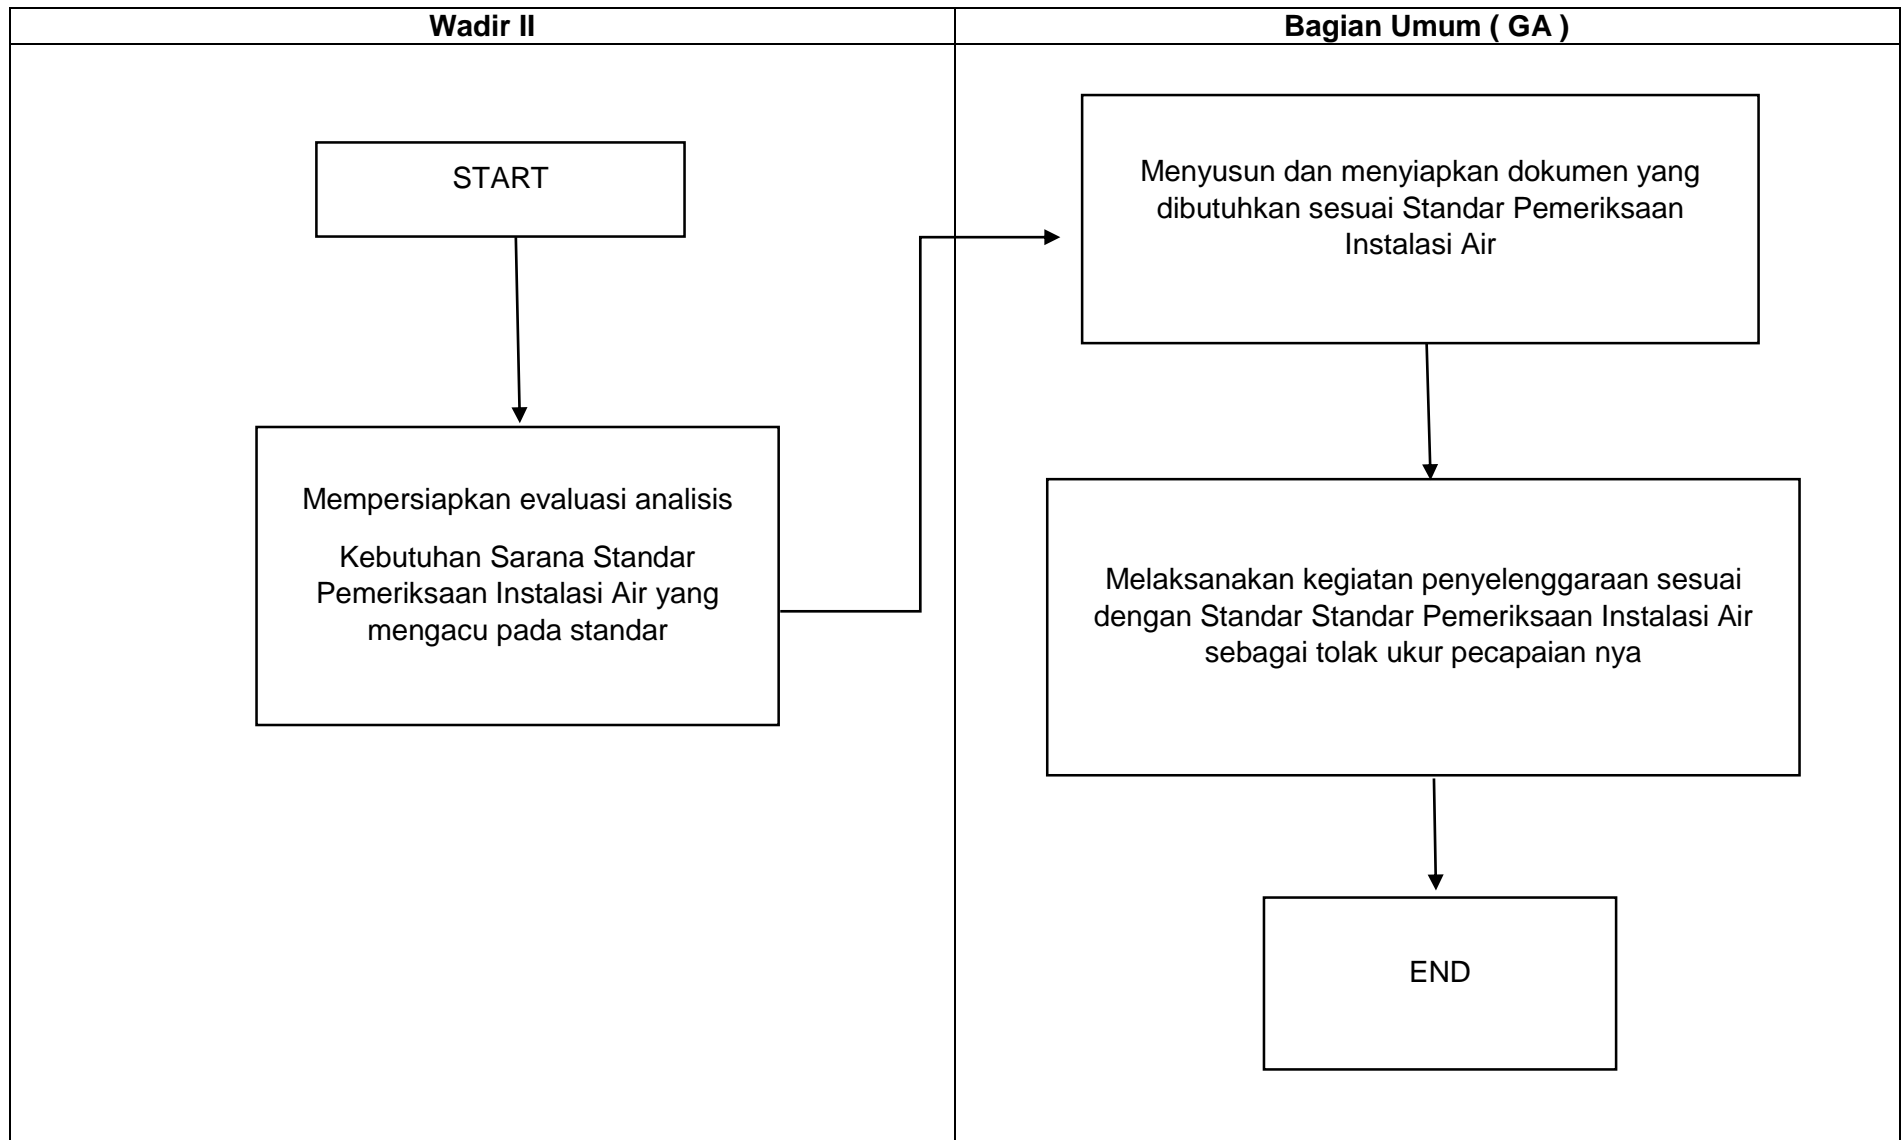 Wadir II
Bagian Umum ( GA )
START
Mempersiapkan evaluasi analisis
Kebutuhan Sarana Standar
Pemeriksaan Instalasi Air yang
mengacu pada standar
Menyusun dan menyiapkan dokumen yang
dibutuhkan sesuai Standar Pemeriksaan
Instalasi Air
Melaksanakan kegiatan penyelenggaraan sesuai
dengan Standar Standar Pemeriksaan Instalasi Air
sebagai tolak ukur pecapaian nya
END